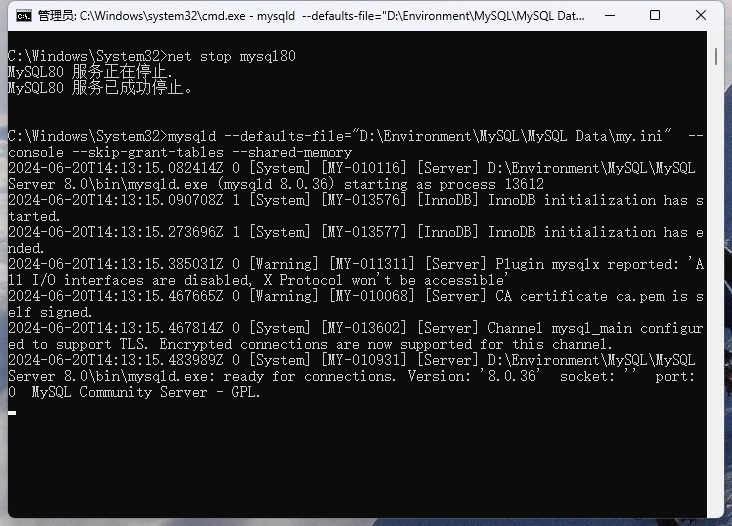 管理员: C:\Windows\system32\cmd.exe - mysqld  --defaults-file="D:\Environment\MySQL\MySQL Dat...
C:\Windows\System32>net stop mysql80
MySQL80 服务正在停止.
MySQL80 服务已成功停止。
C:\Windows\System32>mysqld --defaults-file="D:\Environment\MySQL\MySQL Data\my.ini"  --
console --skip-grant-tables --shared-memory
2024-06-20T14:13:15.082414Z 0 [System] [MY-010116] [Server] D:\Environment\MySQL\MySQL
Server 8.0\bin\mysqld.exe (mysqld 8.0.36) starting as process 13612
2024-06-20T14:13:15.090708Z 1 [System] [MY-013576] [InnoDB] InnoDB initialization has s
tarted.
2024-06-20T14:13:15.273696Z 1 [System] [MY-013577] [InnoDB] InnoDB initialization has e
nded.
2024-06-20T14:13:15.385031Z 0 [Warning] [MY-011311] [Server] Plugin mysqlx reported: 'A
ll I/O interfaces are disabled, X Protocol won't be accessible'
2024-06-20T14:13:15.467665Z 0 [Warning] [MY-010068] [Server] CA certificate ca.pem is s
elf signed.
2024-06-20T14:13:15.467814Z 0 [System] [MY-013602] [Server] Channel mysql_main configur
ed to support TLS. Encrypted connections are now supported for this channel.
2024-06-20T14:13:15.483989Z 0 [System] [MY-010931] [Server] D:\Environment\MySQL\MySQL
Server 8.0\bin\mysqld.exe: ready for connections. Version: '8.0.36'  socket: ''  port:
0  MySQL Community Server - GPL.